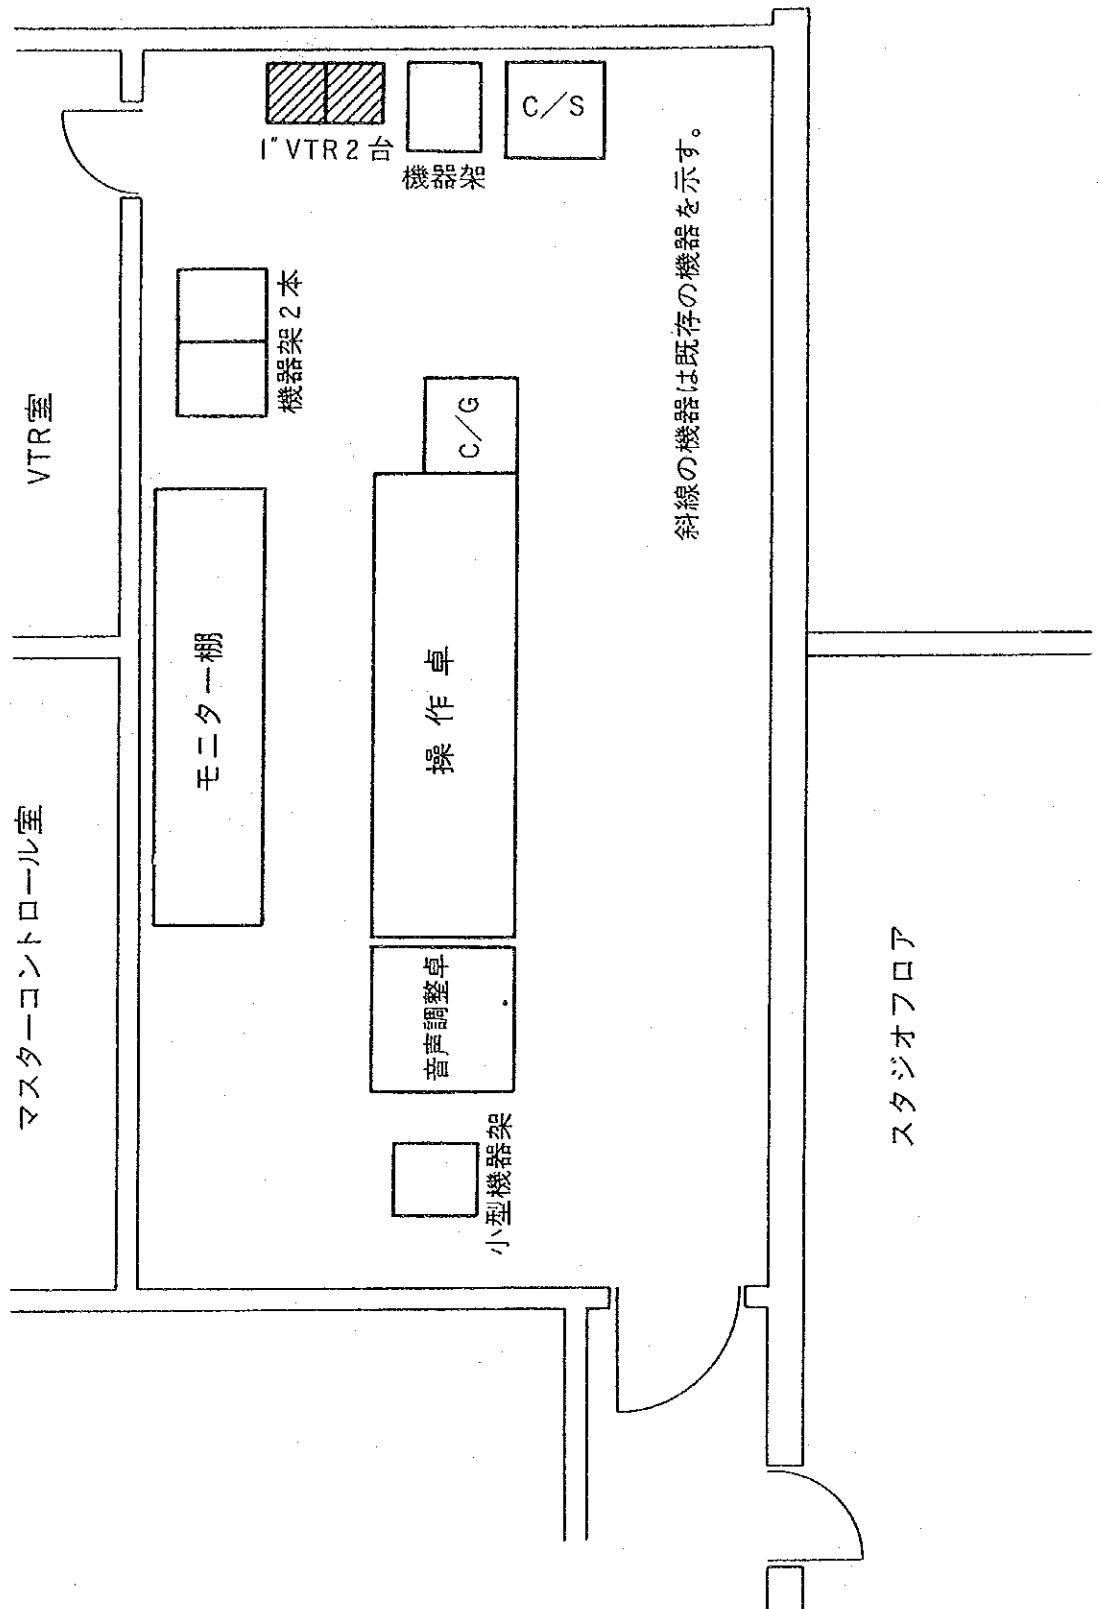 1" VTR 2 台
機器架
C/S
機器架 2 本
VTR室
C/G
斜線の機器は既存の機器を示す。
モニター棚
操作卓
マスターコントロール室
音声調整卓
小型機器架
スタジオフロア